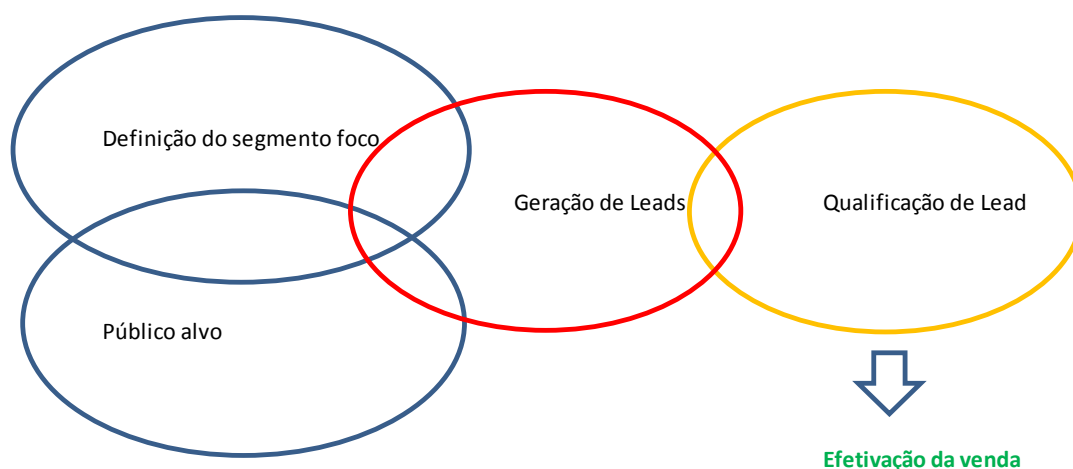 Definição do segmento foco
Geração de Leads
Qualificação de Lead
Público alvo
Efetivação da venda